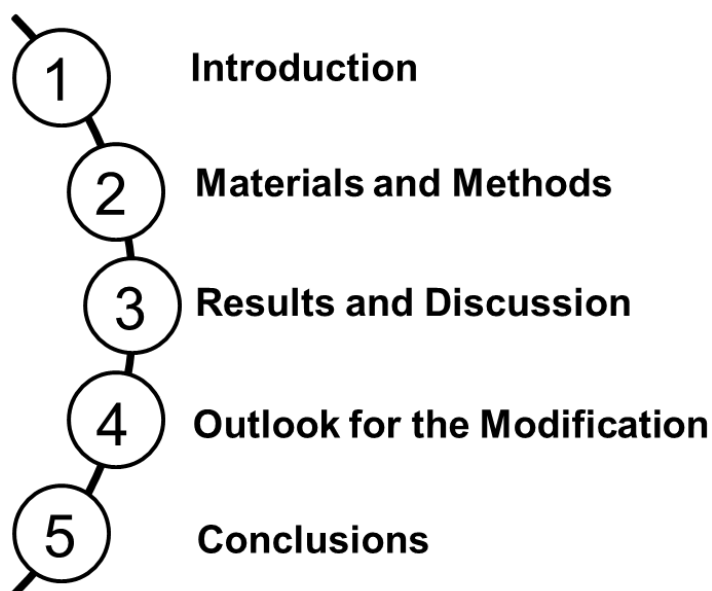 1 Introduction
2 Materials and Methods
3 Results and Discussion
4 Outlook for the Modification
5 Conclusions